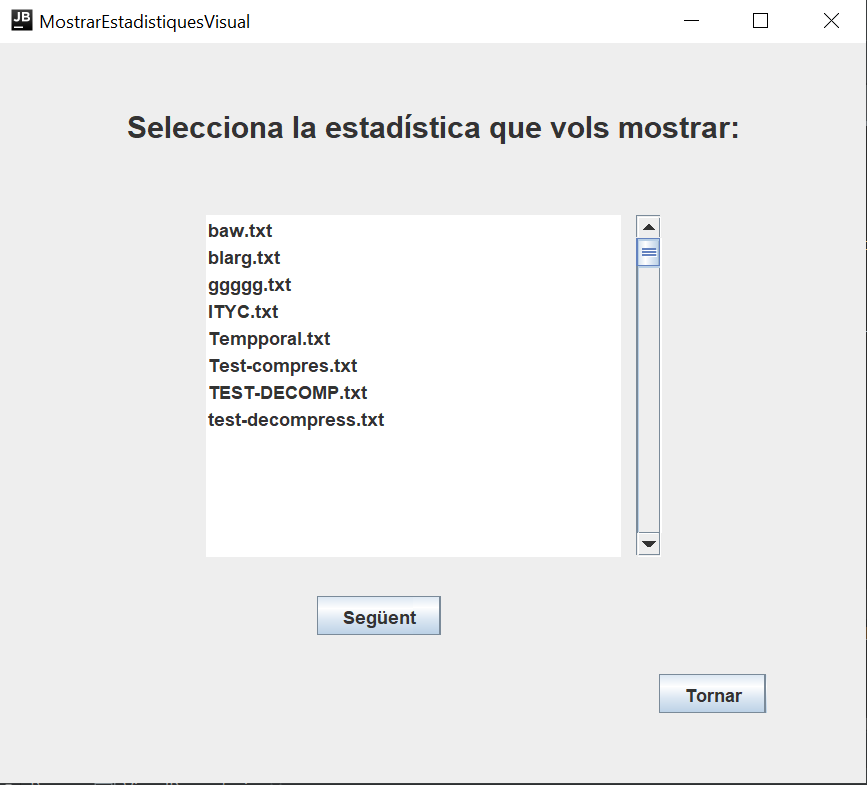 JB MostrarEstadistiquesVisual
Selecciona la estadística que vols mostrar:
baw.txt
blarg.txt
ggggg.txt
ITYC.txt
Tempporal.txt
Test-compres.txt
TEST-DECOMP.txt
test-decompress.txt
Següent
Tornar